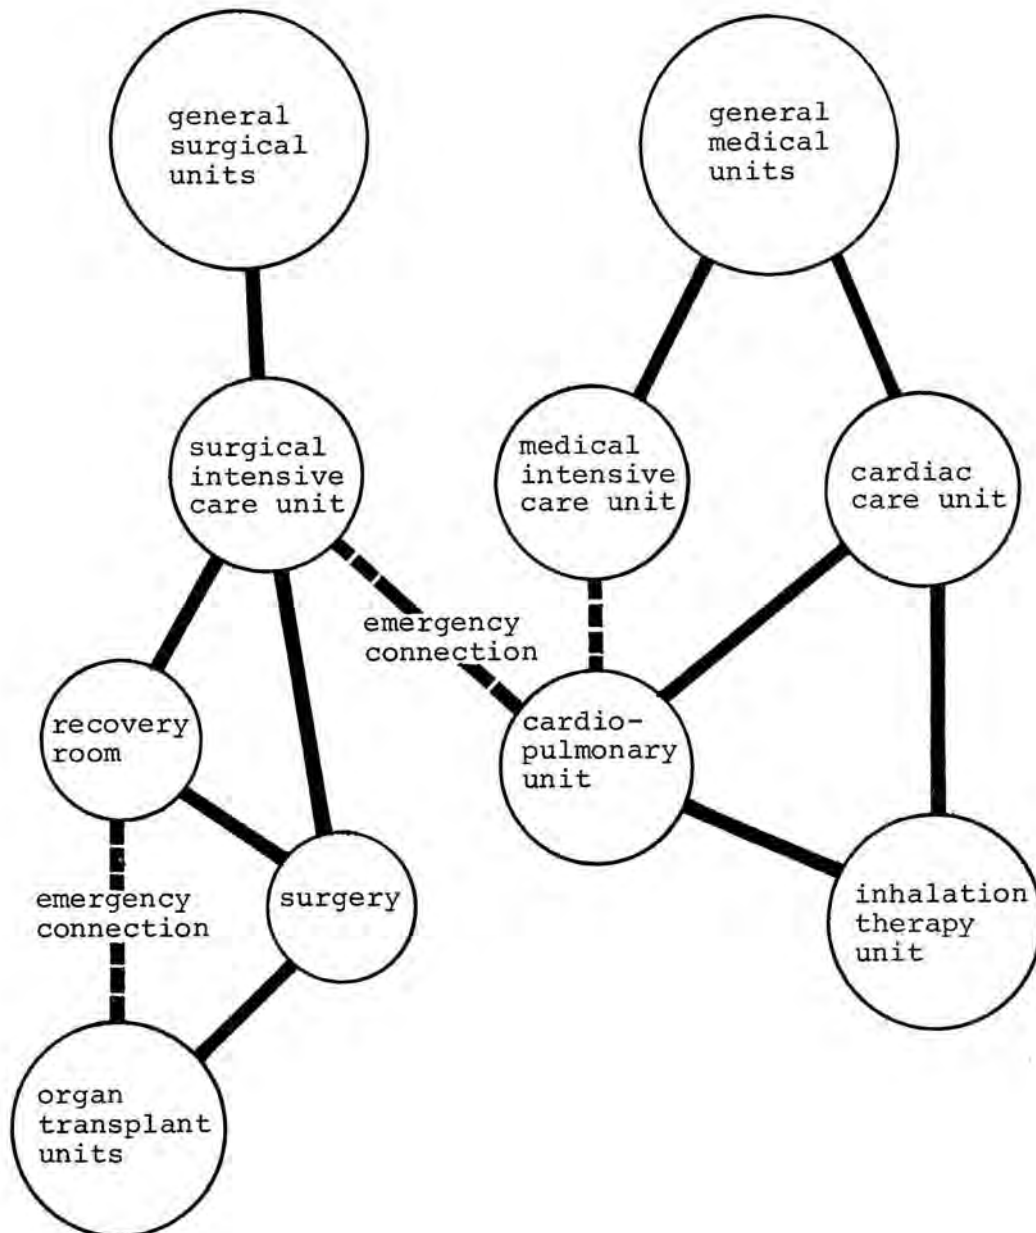 general
surgical
units
general
medical
units
surgical
intensive
care unit
medical
intensive
care unit
cardiac
care unit
emergency
connection
recovery
room
cardio-
pulmonary
unit
emergency
connection
surgery
inhalation
therapy
unit
organ
transplant
units